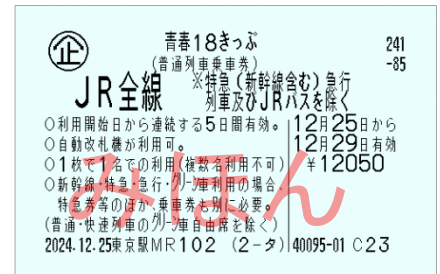 企 青春18きっぷ 241
(普通列車乗車券) -85
JR全線 ※特急(新幹線含む)急行
列車及びJRバスを除く
○利用開始日から連続する5日間有効。 12月25日から
○自動改札機が利用可。 12月29日有効
○1枚で1名での利用(複数名利用不可) ¥12050
○新幹線・特急・急行・グリーン車利用の場合、
特急券等のほか、乗車券も別に必要。
(普通・快速列車のグリーン車自由席を除く)
2024.12.25東京駅MR102 (2-タ) 40095-01 C23
みほん